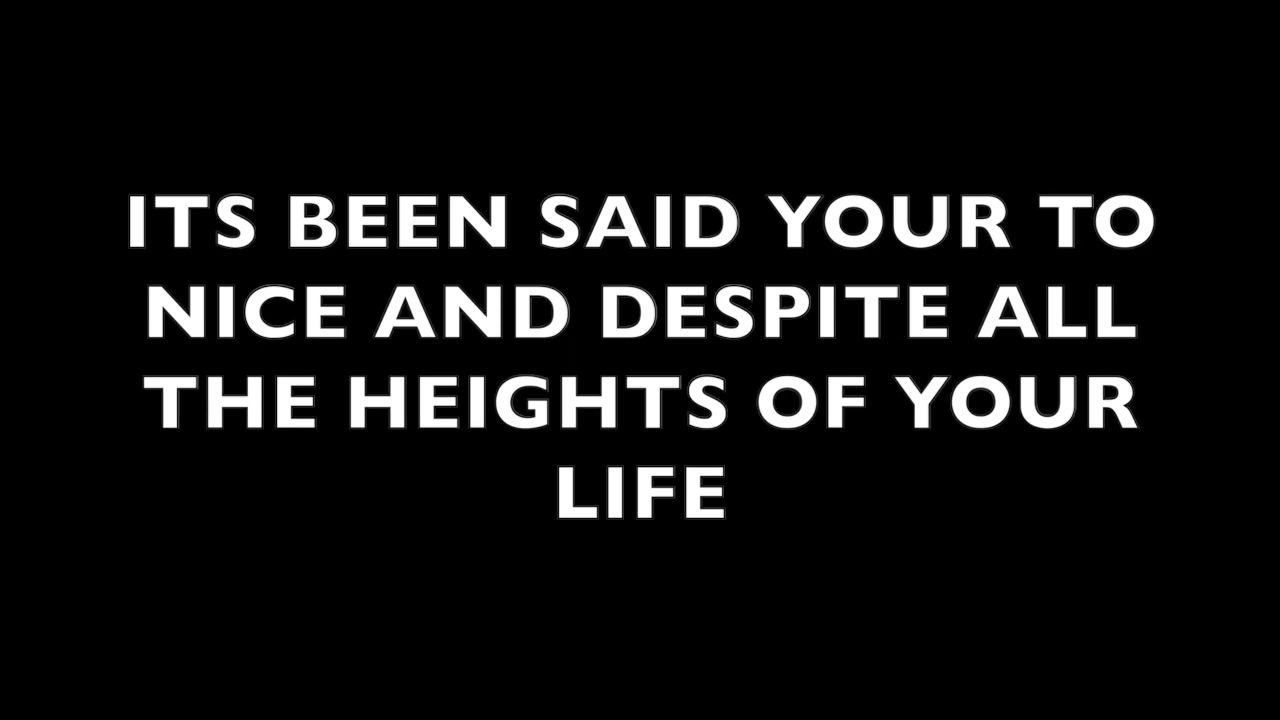 ITS BEEN SAID YOUR TO
NICE AND DESPITE ALL
THE HEIGHTS OF YOUR
LIFE